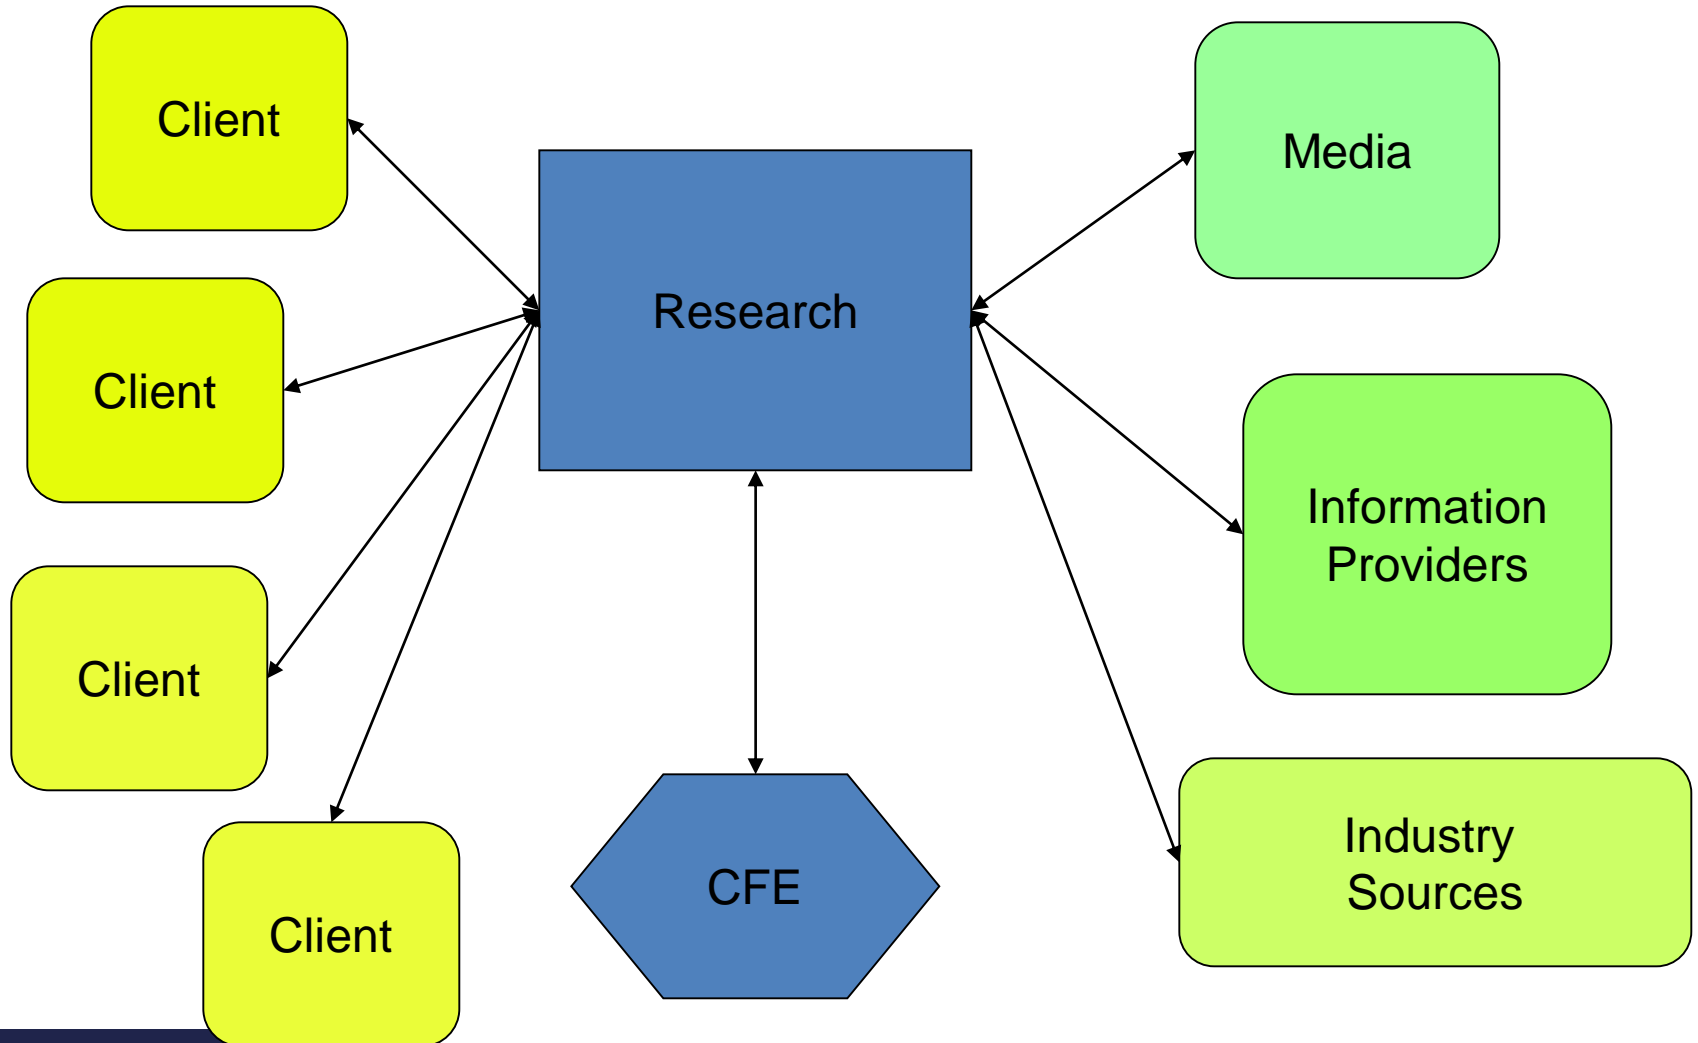 Client
Media
Research
Client
Information
Providers
Client
Industry
Sources
CFE
Client